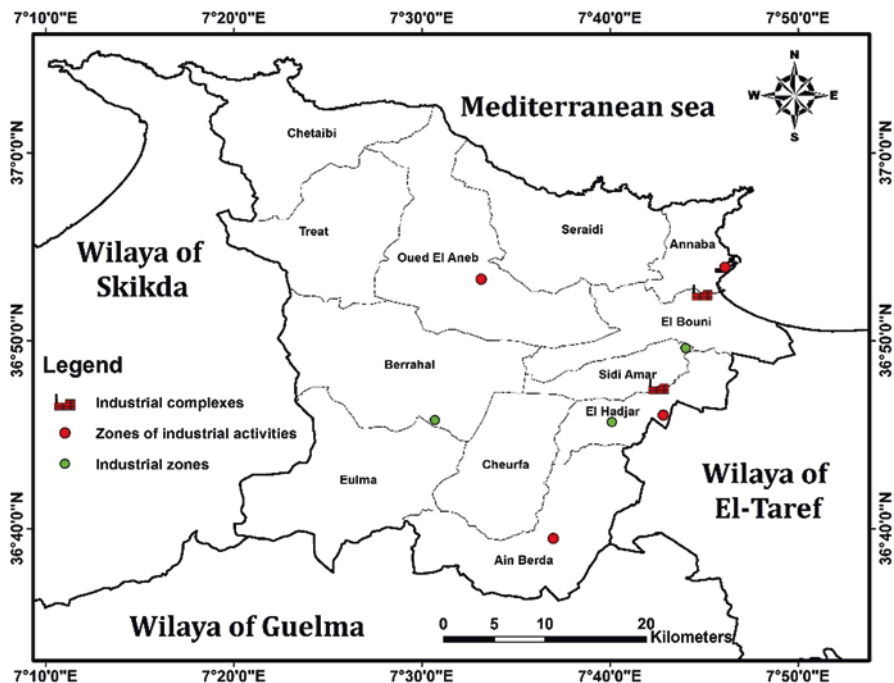 7°10'0"E 7°20'0"E 7°30'0"E 7°40'0"E 7°50'0"E
N
W E
S
Mediterranean sea
Chetaibi
37°0'0"N 37°0'0"N
Treat
Seraidi
Annaba
Oued El Aneb
Wilaya of
Skikda
El Bouni
36°50'0"N 36°50'0"N
Berrahal
Sidi Amar
El Hadjar
Legend
Industrial complexes
Zones of industrial activities
Industrial zones
Eulma
Cheurfa
Wilaya of
El-Taref
36°40'0"N 36°40'0"N
Ain Berda
Wilaya of Guelma
0 5 10 20
Kilometers
7°10'0"E 7°20'0"E 7°30'0"E 7°40'0"E 7°50'0"E